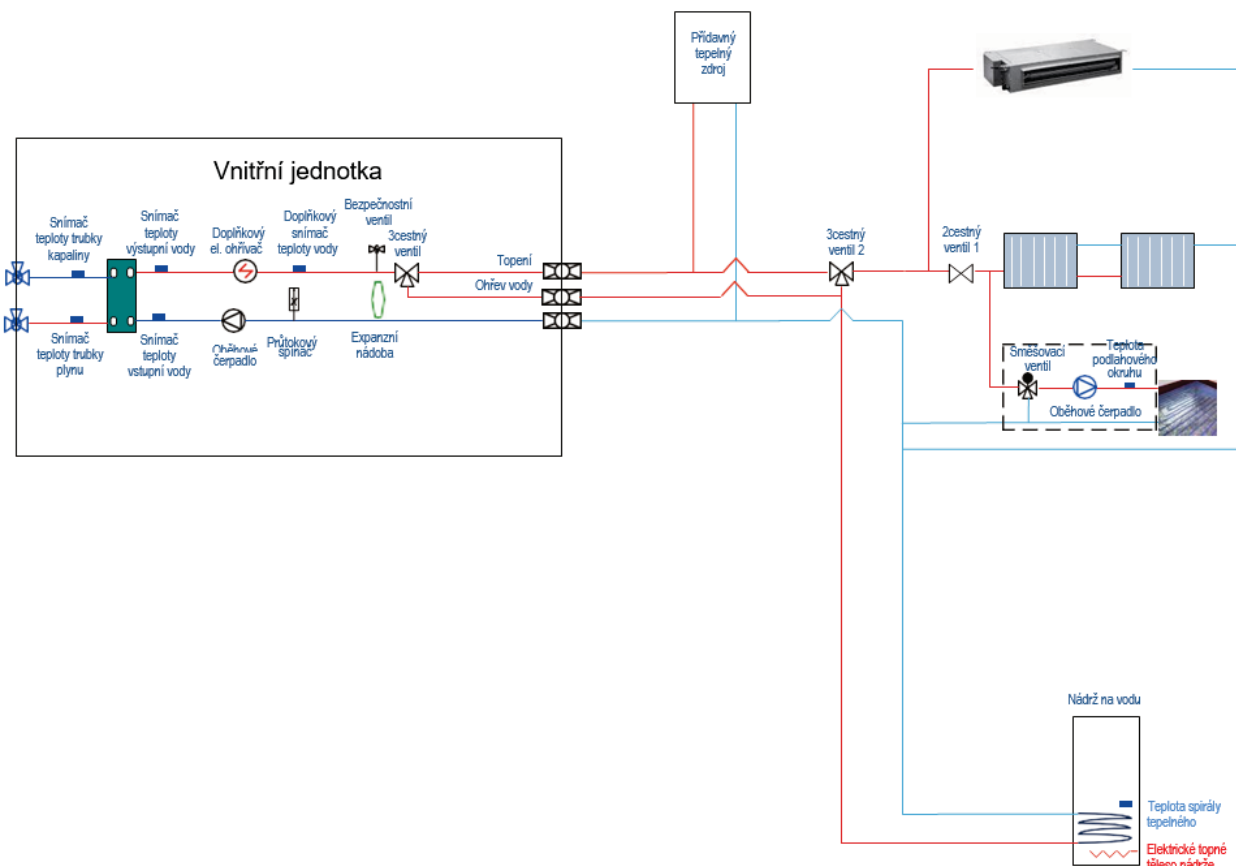 Přídavný
tepelný
zdroj
Vnitřní jednotka
Snímač
teploty trubky
kapaliny
Snímač
teploty
výstupní vody
Doplňkový
el. ohřívač
Doplňkový
snímač
teploty vody
Bezpečnostní
ventil
3cestný
ventil
Topení
Ohřev vody
Snímač
teploty trubky
plynu
Snímač
teploty
vstupní vody
Oběhové
čerpadlo
Průtokový
spínač
Expanzní
nádoba
3cestný
ventil 2
2cestný
ventil 1
Směšovací
ventil
Teplota
podlahového
okruhu
Oběhové čerpadlo
Nádrž na vodu
Teplota spirály
tepelného
Elektrické topné
těleso nádrže